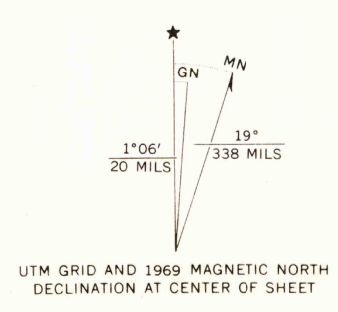 ★
MN
GN
1°06′
20 MILS
19°
338 MILS
UTM GRID AND 1969 MAGNETIC NORTH
DECLINATION AT CENTER OF SHEET